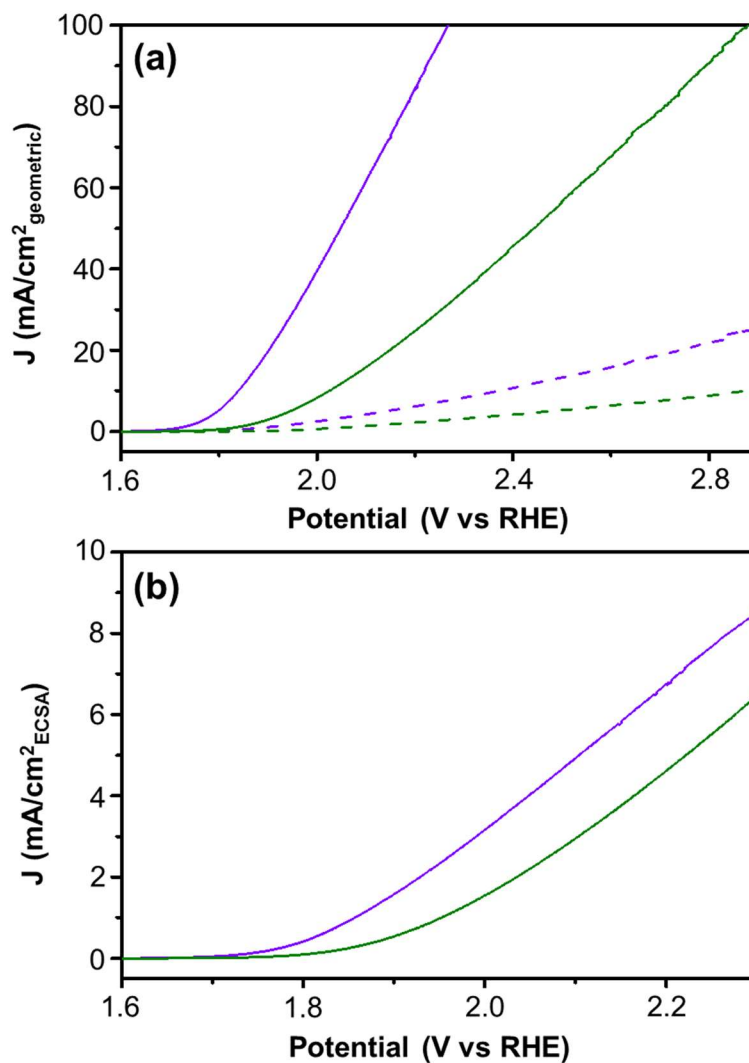 (a)
J (mA/cm²geometric)
100
80
60
40
20
0
1.6 2.0 2.4 2.8
Potential (V vs RHE)
(b)
J (mA/cm²ECSA)
10
8
6
4
2
0
1.6 1.8 2.0 2.2
Potential (V vs RHE)